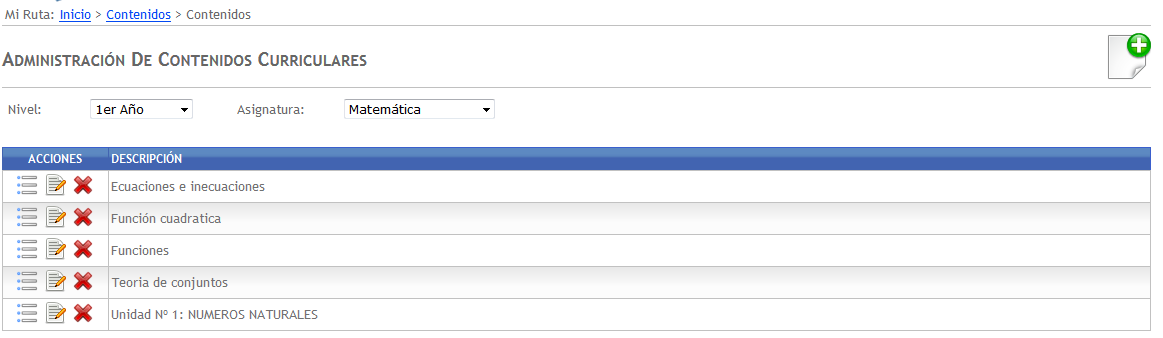 Mi Ruta: Inicio > Contenidos > Contenidos
Administración De Contenidos Curriculares
Nivel: 1er Año Asignatura: Matemática
ACCIONES DESCRIPCIÓN
Ecuaciones e inecuaciones
Función cuadratica
Funciones
Teoria de conjuntos
Unidad Nº 1: NUMEROS NATURALES